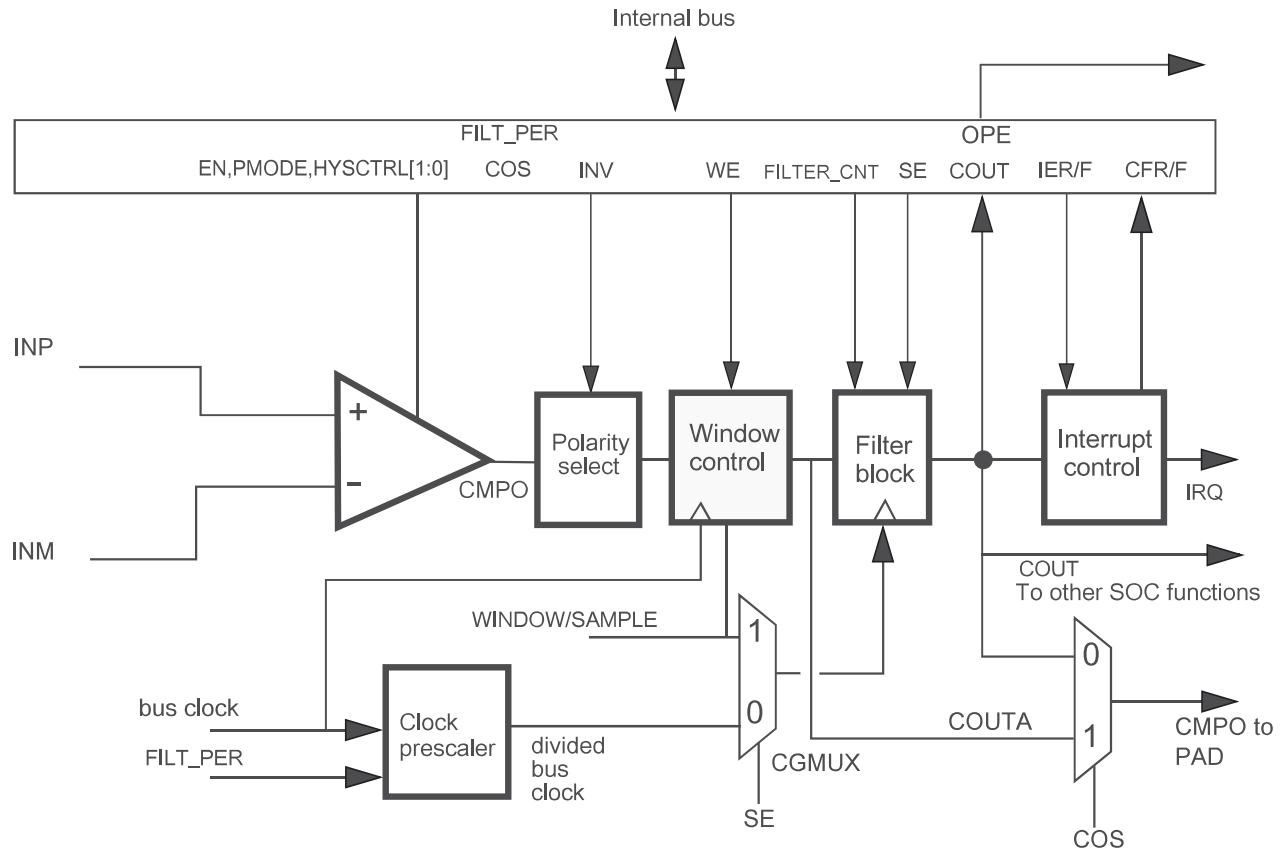 Internal bus
FILT_PER
OPE
EN,PMODE,HYSCTRL[1:0]
COS
INV
WE
FILTER_CNT
SE
COUT
IER/F
CFR/F
INP
+
Polarity
select
Window
control
Filter
block
Interrupt
control
−
CMPO
IRQ
INM
COUT
To other SOC functions
WINDOW/SAMPLE
1
0
0
bus clock
Clock
prescaler
divided
bus
clock
COUTA
1
CMPO to
PAD
FILT_PER
CGMUX
SE
COS